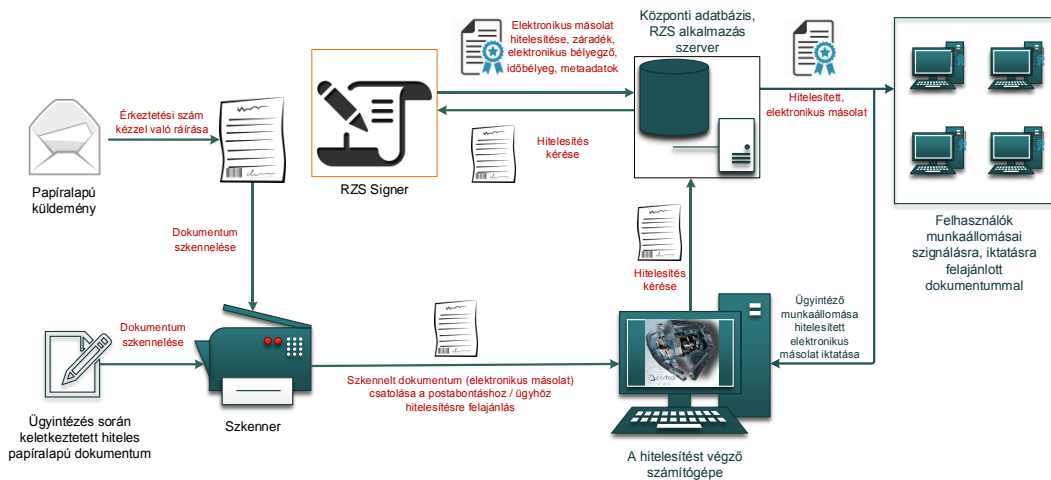 Elektronikus másolat
hitelesítése, záradék,
elektronikus bélyegző,
időbélyeg, metaadatok
Központi adatbázis,
RZS alkalmazás
szerver
Érkeztetési szám
kézzel való ráírása
Hitelesített,
elektronikus másolat
Hitelesítés
kérése
Papíralapú
küldemény
RZS Signer
Felhasználók
munkaállomásai
szignálásra, iktatásra
felajánlott
dokumentummal
Dokumentum
szkennelése
Hitelesítés
kérése
Ügyintéző
munkaállomása
hitelesített
elektronikus
másolat iktatása
Dokumentum
szkennelése
Szkennelt dokumentum (elektronikus másolat)
csatolása a postabontáshoz / ügyhöz
hitelesítésre felajánlás
Ügyintézés során
keletkeztetett hiteles
papíralapú dokumentum
Szkenner
A hitelesítést végző
számítógépe